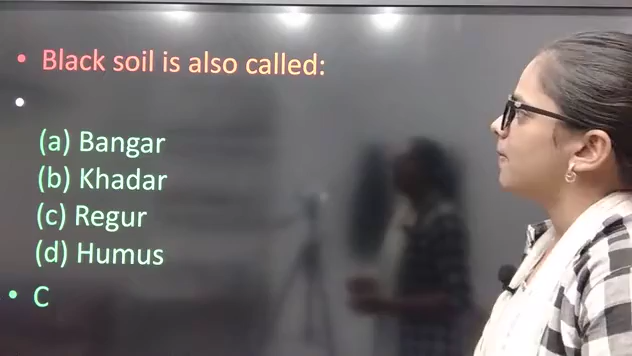 • Black soil is also called:
•
(a) Bangar
(b) Khadar
(c) Regur
(d) Humus
• C